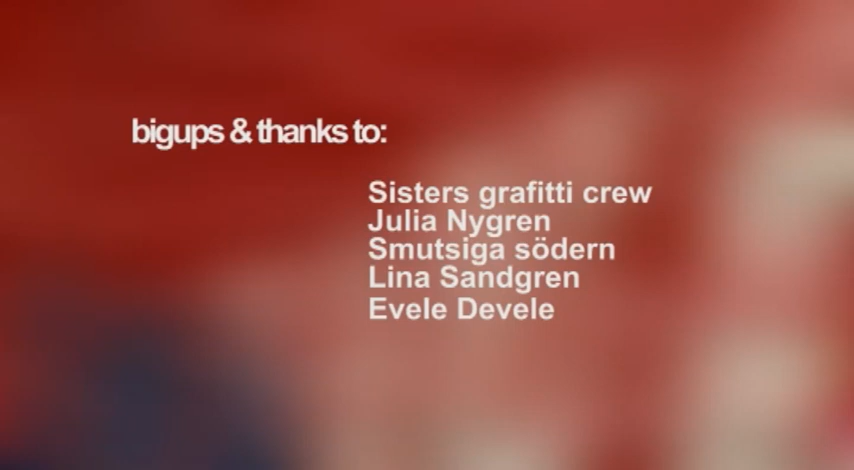 bigups & thanks to:
Sisters grafitti crew
Julia Nygren
Smutsiga södern
Lina Sandgren
Evele Devele